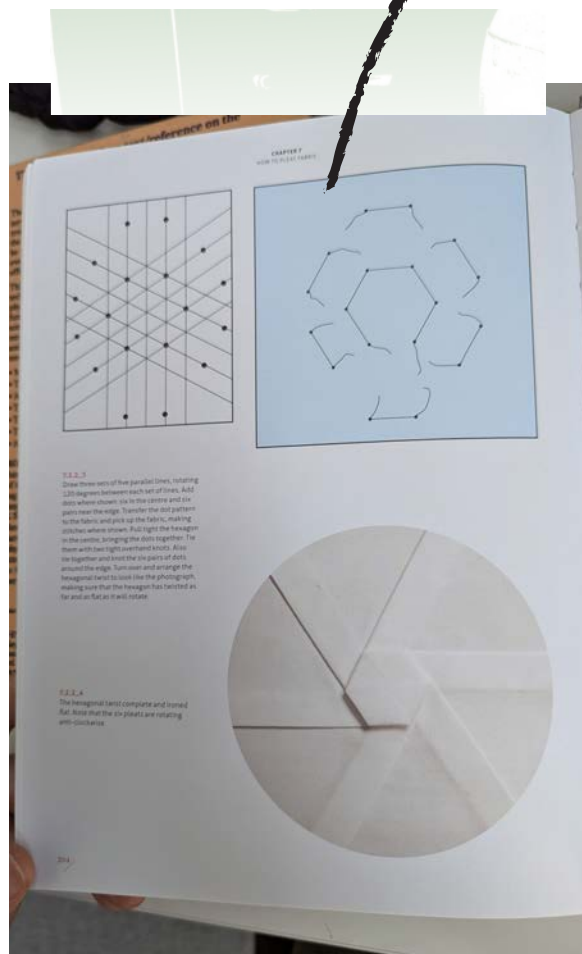 reference on the
CHAPTER 7
HOW TO PLEAT FABRIC
7.2.2_3
Draw three sets of five parallel lines, rotating
120 degrees between each set of lines. Add
dots where shown: six in the centre and six
pairs near the edge. Transfer the dot pattern
to the fabric and pick up the fabric, making
stitches where shown. Pull tight the hexagon
in the centre, bringing the dots together. Tie
them with two tight overhand knots. Also
tie together and knot the six pairs of dots
around the edge. Turn over and arrange the
hexagonal twist to look like the photograph,
making sure that the hexagon has twisted as
far and as flat as it will rotate.
7.2.2_4
The hexagonal twist complete and ironed
flat. Note that the six pleats are rotating
anti-clockwise.